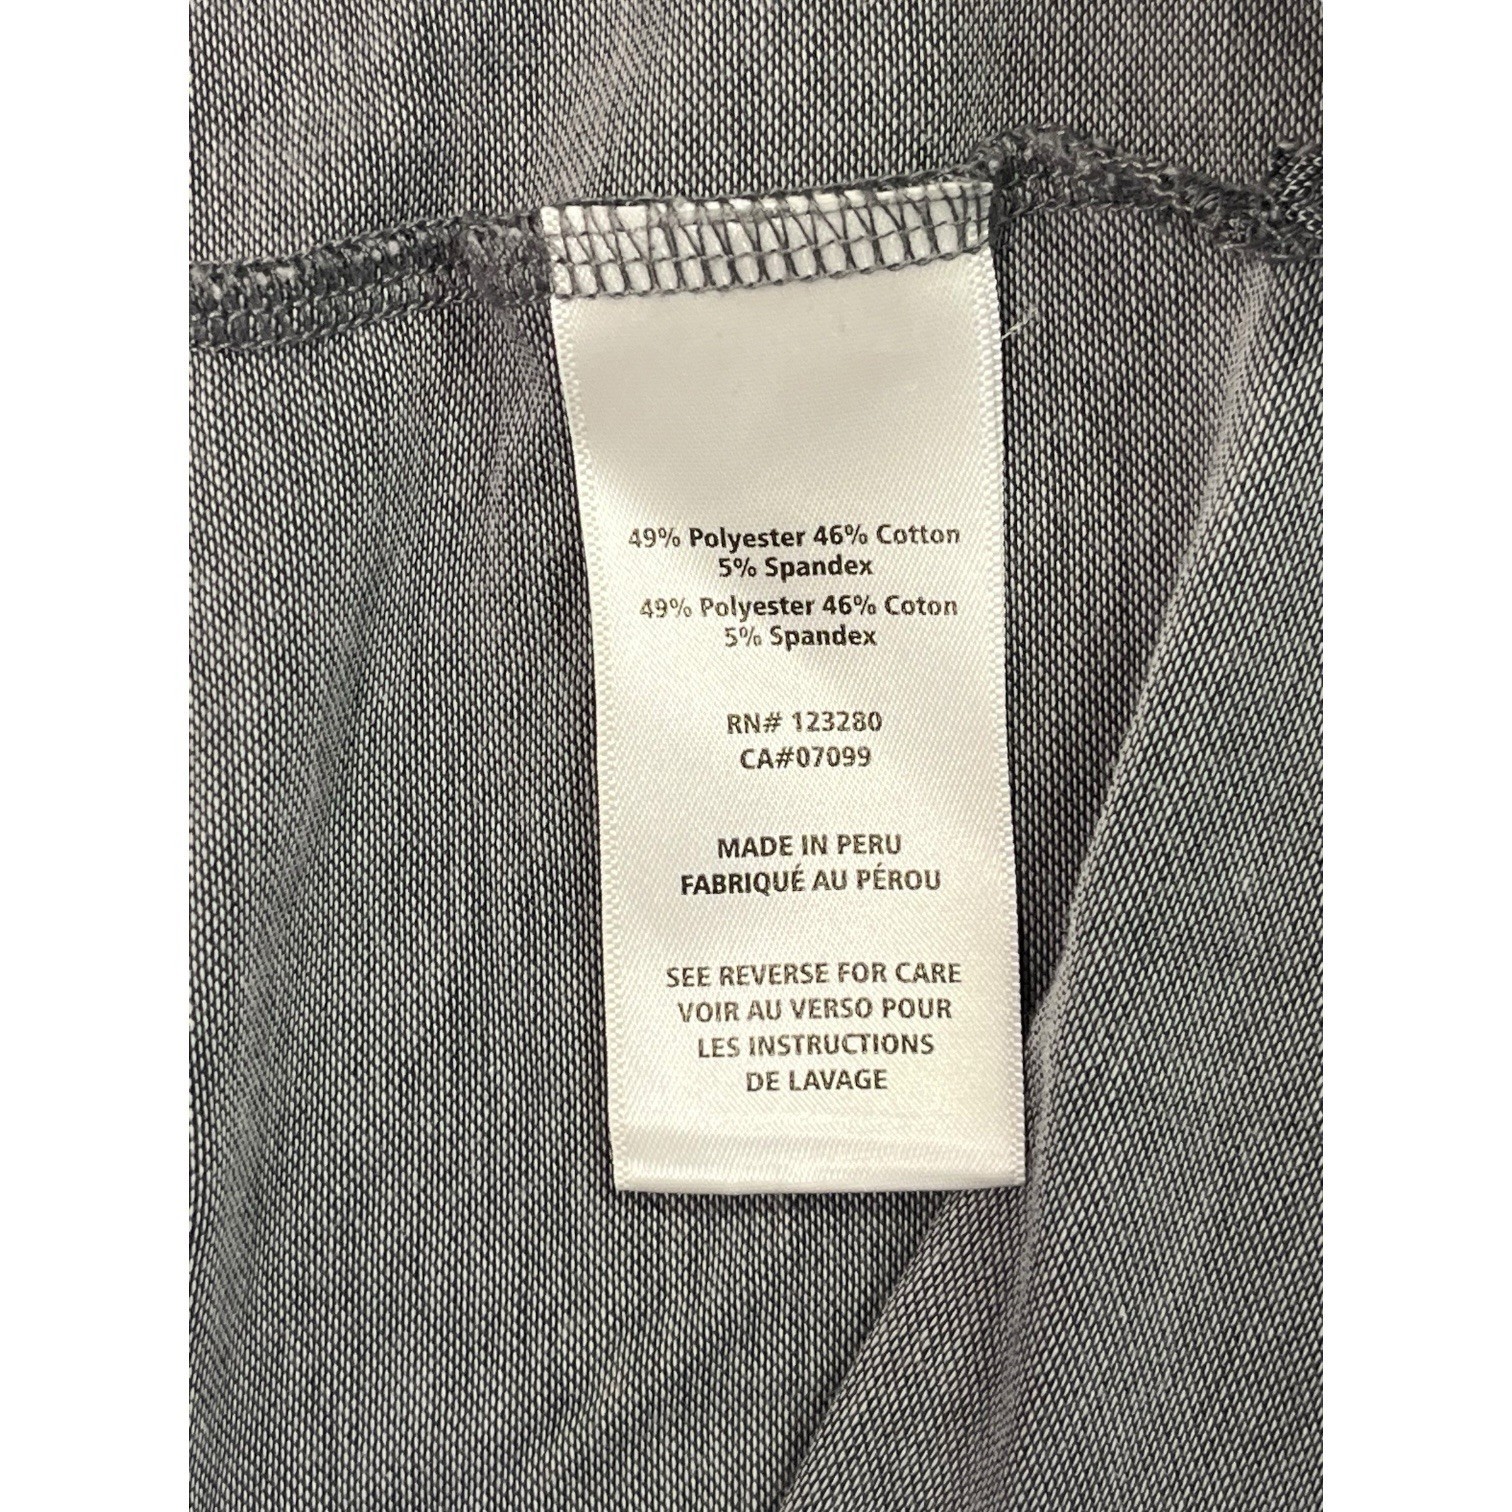 49% Polyester 46% Cotton
5% Spandex
49% Polyester 46% Coton
5% Spandex
RN# 123280
CA#07099
MADE IN PERU
FABRIQUÉ AU PÉROU
SEE REVERSE FOR CARE
VOIR AU VERSO POUR
LES INSTRUCTIONS
DE LAVAGE